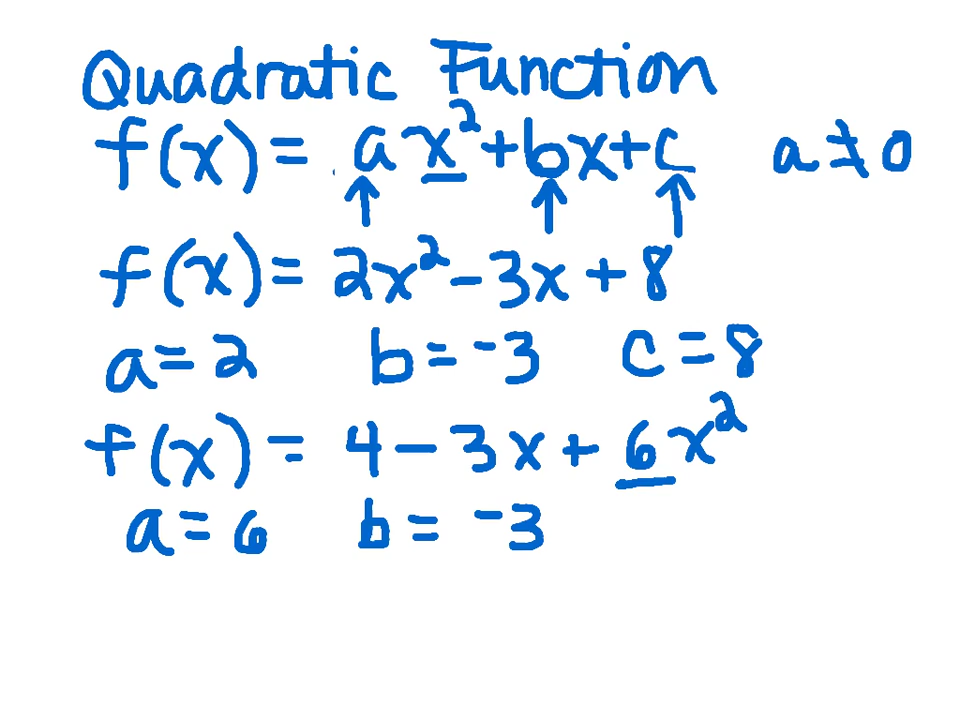 Quadratic Function
f(x) = ax²+bx+c a≠0
f(x) = 2x² - 3x + 8
a = 2 b = -3 c = 8
f(x) = 4 - 3x + 6x²
a = 6 b = -3